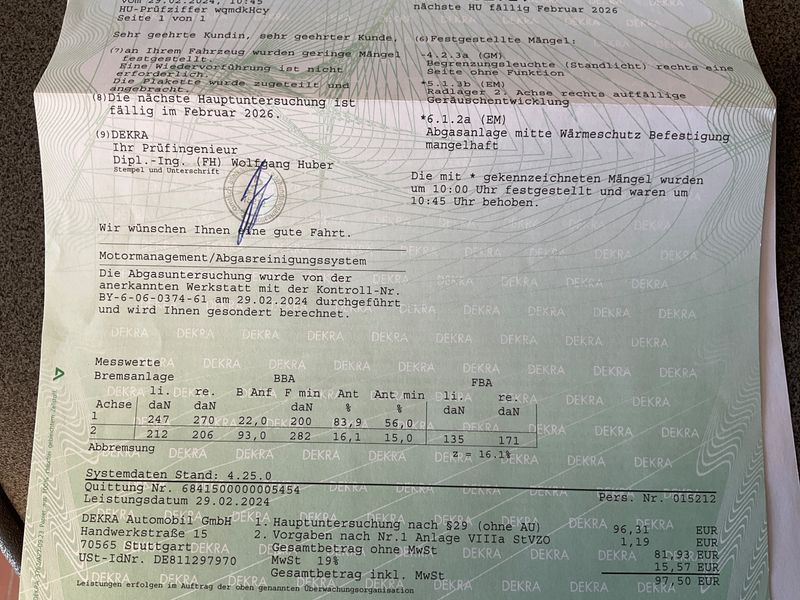 vom 29.02.2024, 10:45
HU-Prüfziffer wqmdkHcy
Seite 1 von 1
nächste HU fällig Februar 2026
Sehr geehrte Kundin, sehr geehrter Kunde,
(7)an Ihrem Fahrzeug wurden geringe Mängel
festgestellt.
Eine Wiedervorführung ist nicht
erforderlich.
Die Plakette wurde zugeteilt und
angebracht.
(8)Die nächste Hauptuntersuchung ist
fällig im Februar 2026.
(9)DEKRA
Ihr Prüfingenieur
Dipl.-Ing. (FH) Wolfgang Huber
Stempel und Unterschrift
Wir wünschen Ihnen eine gute Fahrt.
(6)Festgestellte Mängel:
-4.2.3a (GM)
Begrenzungsleuchte (Standlicht) rechts eine
Seite ohne Funktion
*5.1.3b (EM)
Radlager 2. Achse rechts auffällige
Geräuschentwicklung
*6.1.2a (EM)
Abgasanlage mitte Wärmeschutz Befestigung
mangelhaft
Die mit * gekennzeichneten Mängel wurden
um 10:00 Uhr festgestellt und waren um
10:45 Uhr behoben.
Motormanagement/Abgasreinigungssystem
Die Abgasuntersuchung wurde von der
anerkannten Werkstatt mit der Kontroll-Nr.
BY-6-06-0374-61 am 29.02.2024 durchgeführt
und wird Ihnen gesondert berechnet.
Messwerte
Bremsanlage BBA FBA
li. re. B Anf F min Ant Ant min li. re.
Achse daN daN daN % % daN daN
1 247 270 22,0 200 83,9 56,0
2 212 206 93,0 282 16,1 15,0 135 171
Abbremsung z = 16.1%
Systemdaten Stand: 4.25.0
Quittung Nr. 6841500000005454
Leistungsdatum 29.02.2024 Pers. Nr. 015212
DEKRA Automobil GmbH 1. Hauptuntersuchung nach §29 (ohne AU) 96,31 EUR
Handwerkstraße 15 2. Vorgaben nach Nr.1 Anlage VIIIa StVZO 1,19 EUR
70565 Stuttgart Gesamtbetrag ohne MwSt 81,93 EUR
USt-IdNr. DE811297970 MwSt 19% 15,57 EUR
Gesamtbetrag inkl. MwSt 97,50 EUR
Leistungen erfolgen im Auftrag der oben genannten Überwachungsorganisation